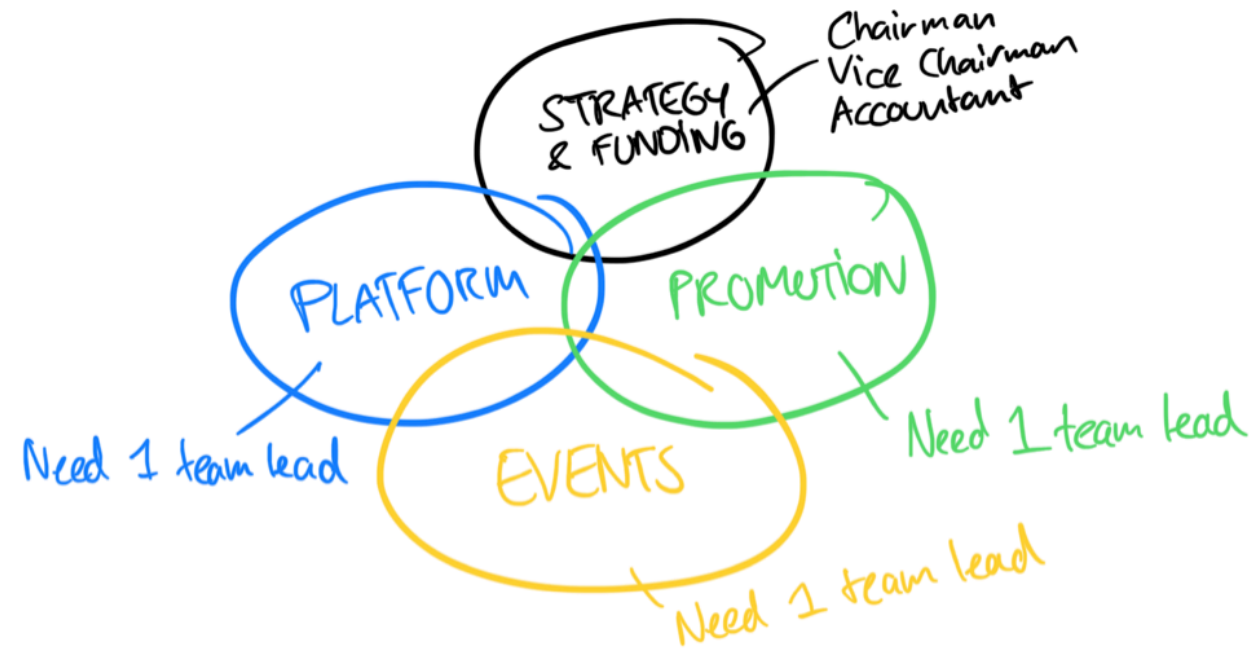 Chairman
Vice Chairman
Accountant
STRATEGY
& FUNDING
PLATFORM
PROMOTION
Need 1 team lead
Need 1 team lead
EVENTS
Need 1 team lead